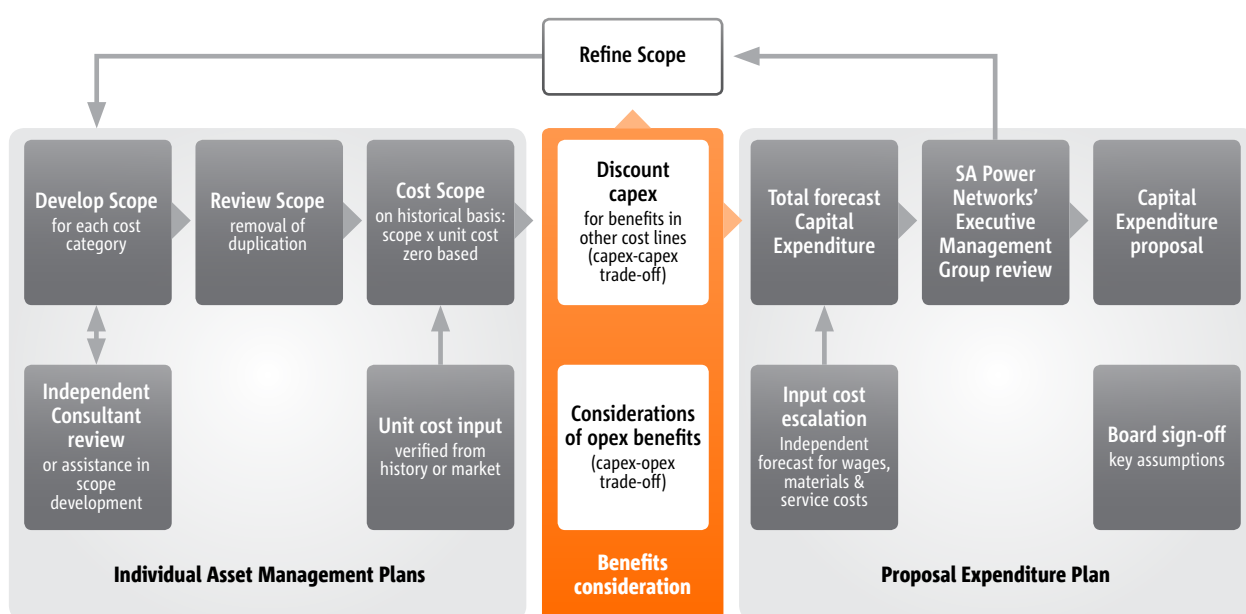 Refine Scope
Develop Scope
for each cost
category
Review Scope
removal of
duplication
Cost Scope
on historical basis:
scope x unit cost
zero based
Discount
capex
for benefits in
other cost lines
(capex-capex
trade-off)
Total forecast
Capital
Expenditure
SA Power
Networks’
Executive
Management
Group review
Capital
Expenditure
proposal
Independent
Consultant
review
or assistance in
scope
development
Unit cost input
verified from
history or market
Considerations
of opex benefits
(capex-opex
trade-off)
Input cost
escalation
Independent
forecast for wages,
materials &
service costs
Board sign-off
key assumptions
Individual Asset Management Plans
Benefits
consideration
Proposal Expenditure Plan